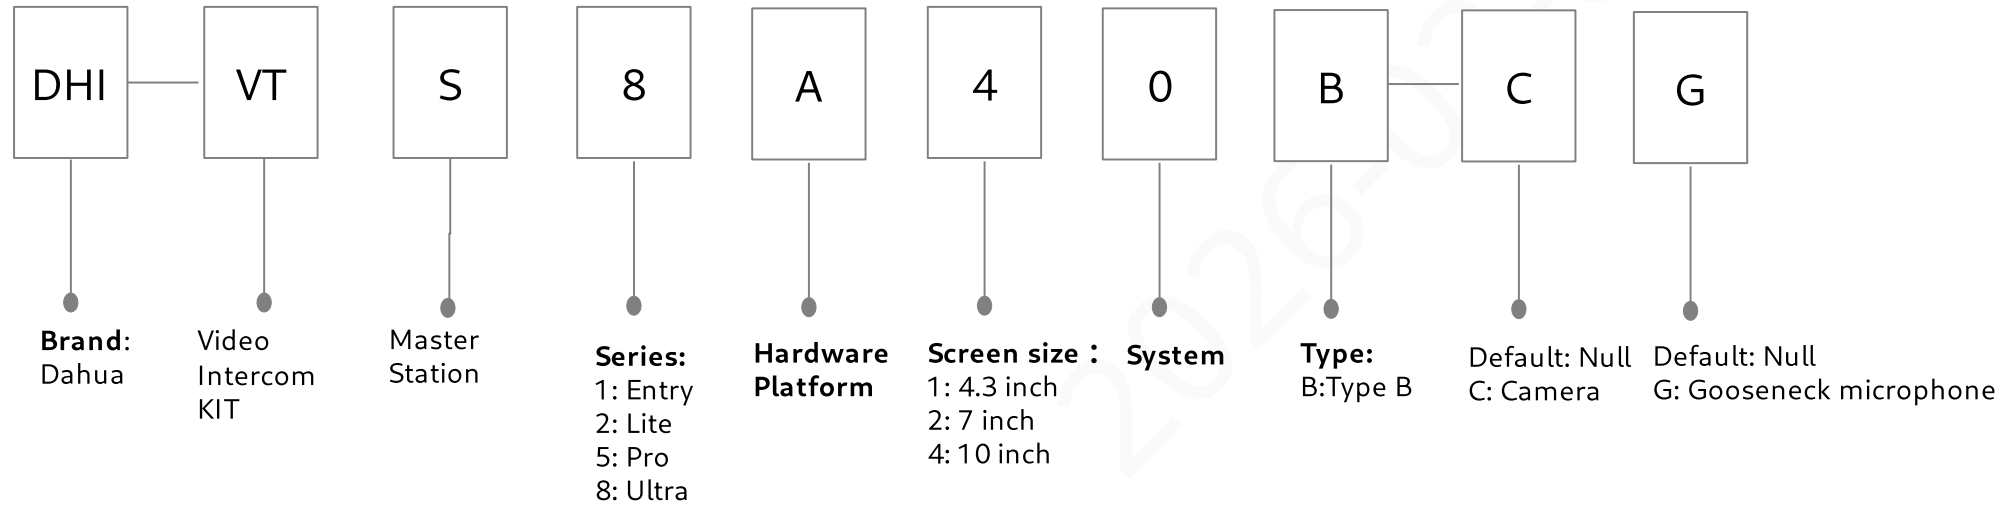 DHI VT S 8 A 4 0 B C G
Brand:
Dahua
Video
Intercom
KIT
Master
Station
Series:
1: Entry
2: Lite
5: Pro
8: Ultra
Hardware
Platform
Screen size：
1: 4.3 inch
2: 7 inch
4: 10 inch
System
Type:
B:Type B
Default: Null
C: Camera
Default: Null
G: Gooseneck microphone